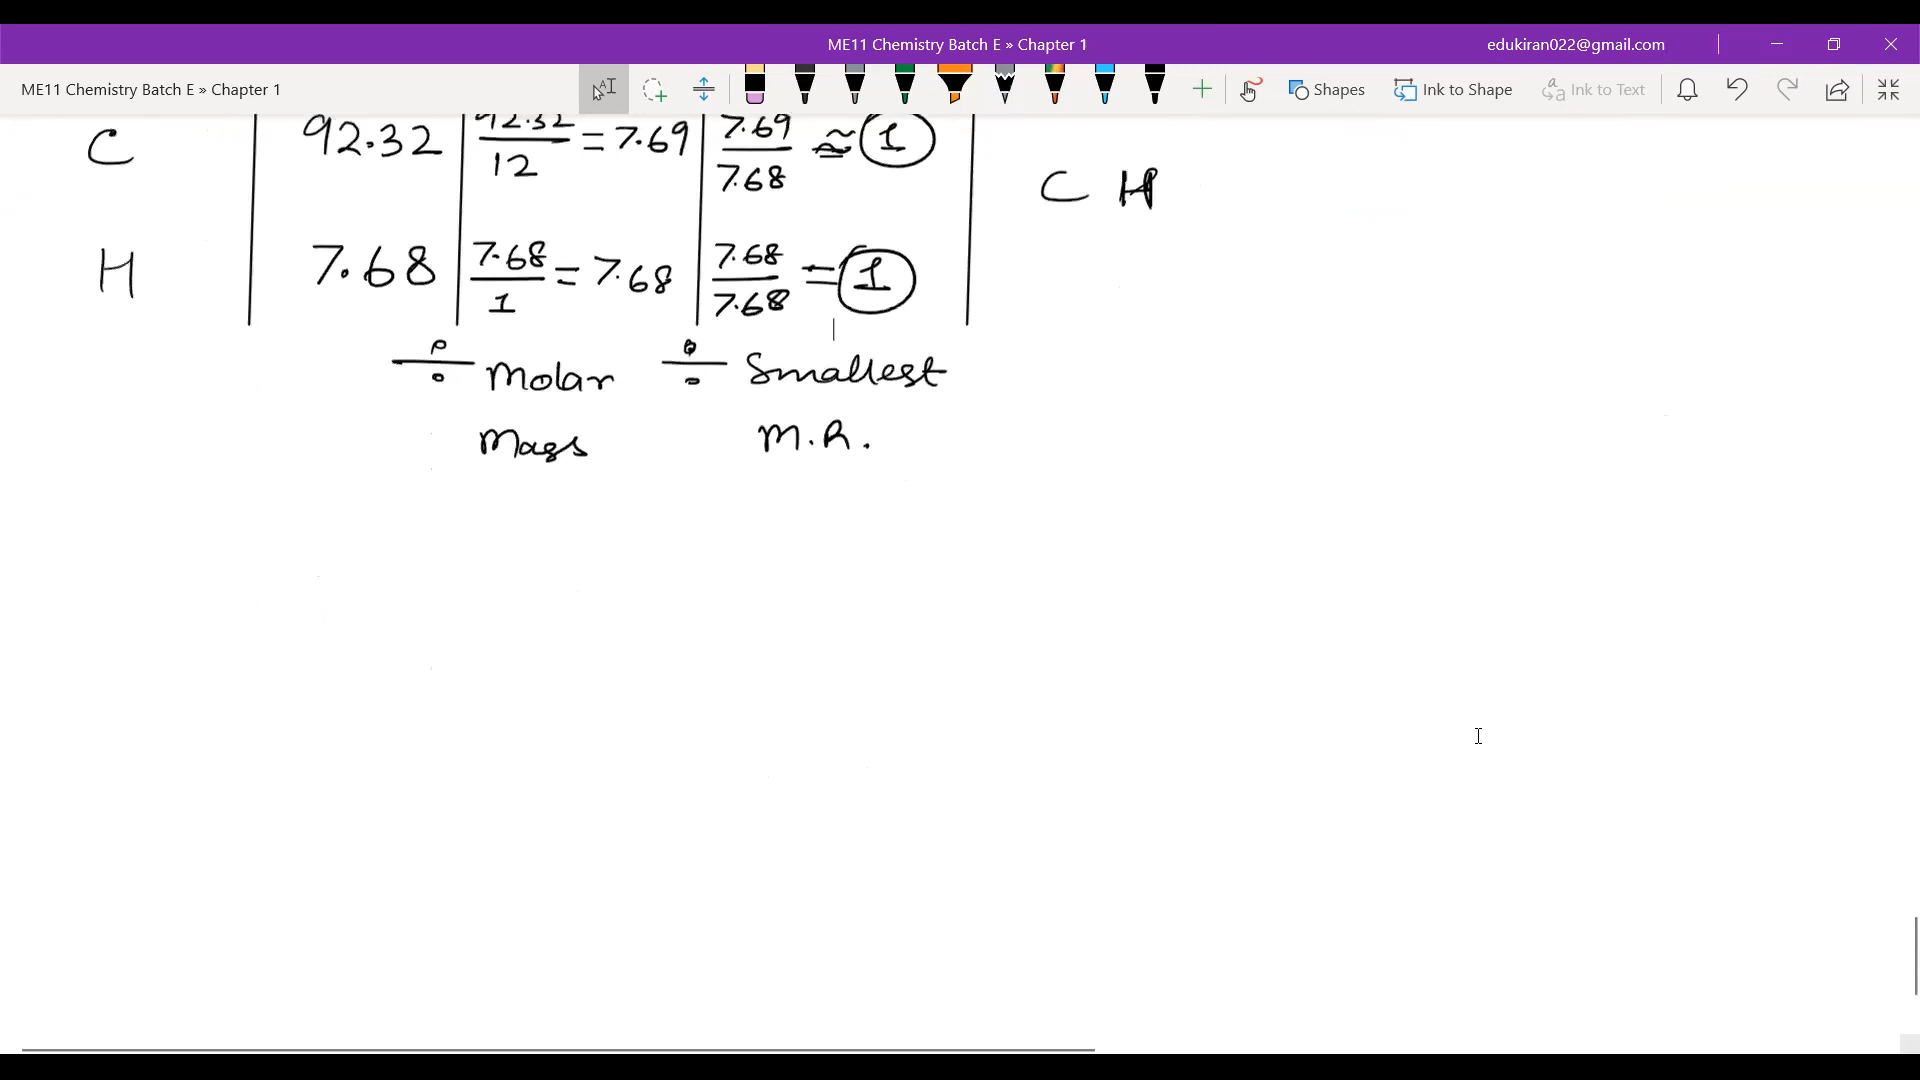 ME11 Chemistry Batch E » Chapter 1
edukiran022@gmail.com
ME11 Chemistry Batch E » Chapter 1
Shapes
Ink to Shape
Ink to Text
C 92.32 92.32/12 = 7.69 7.69/7.68 ≅ 1
C H
H 7.68 7.68/1 = 7.68 7.68/7.68 = 1
÷ Molar ÷ Smallest
Mass M.R.